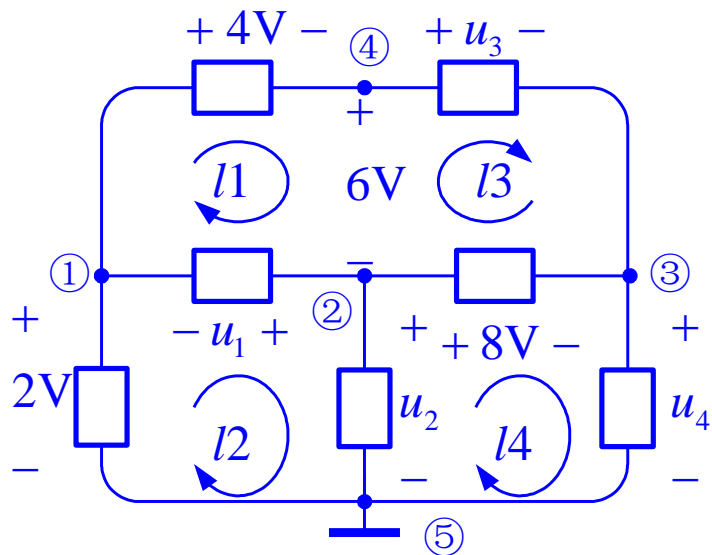 + 4V − ④ + u₃ −
+
l1 6V l3
① − ③
+ ② + +
− u₁ + + 8V −
2V u₂ u₄
l2 l4
− − −
⑤